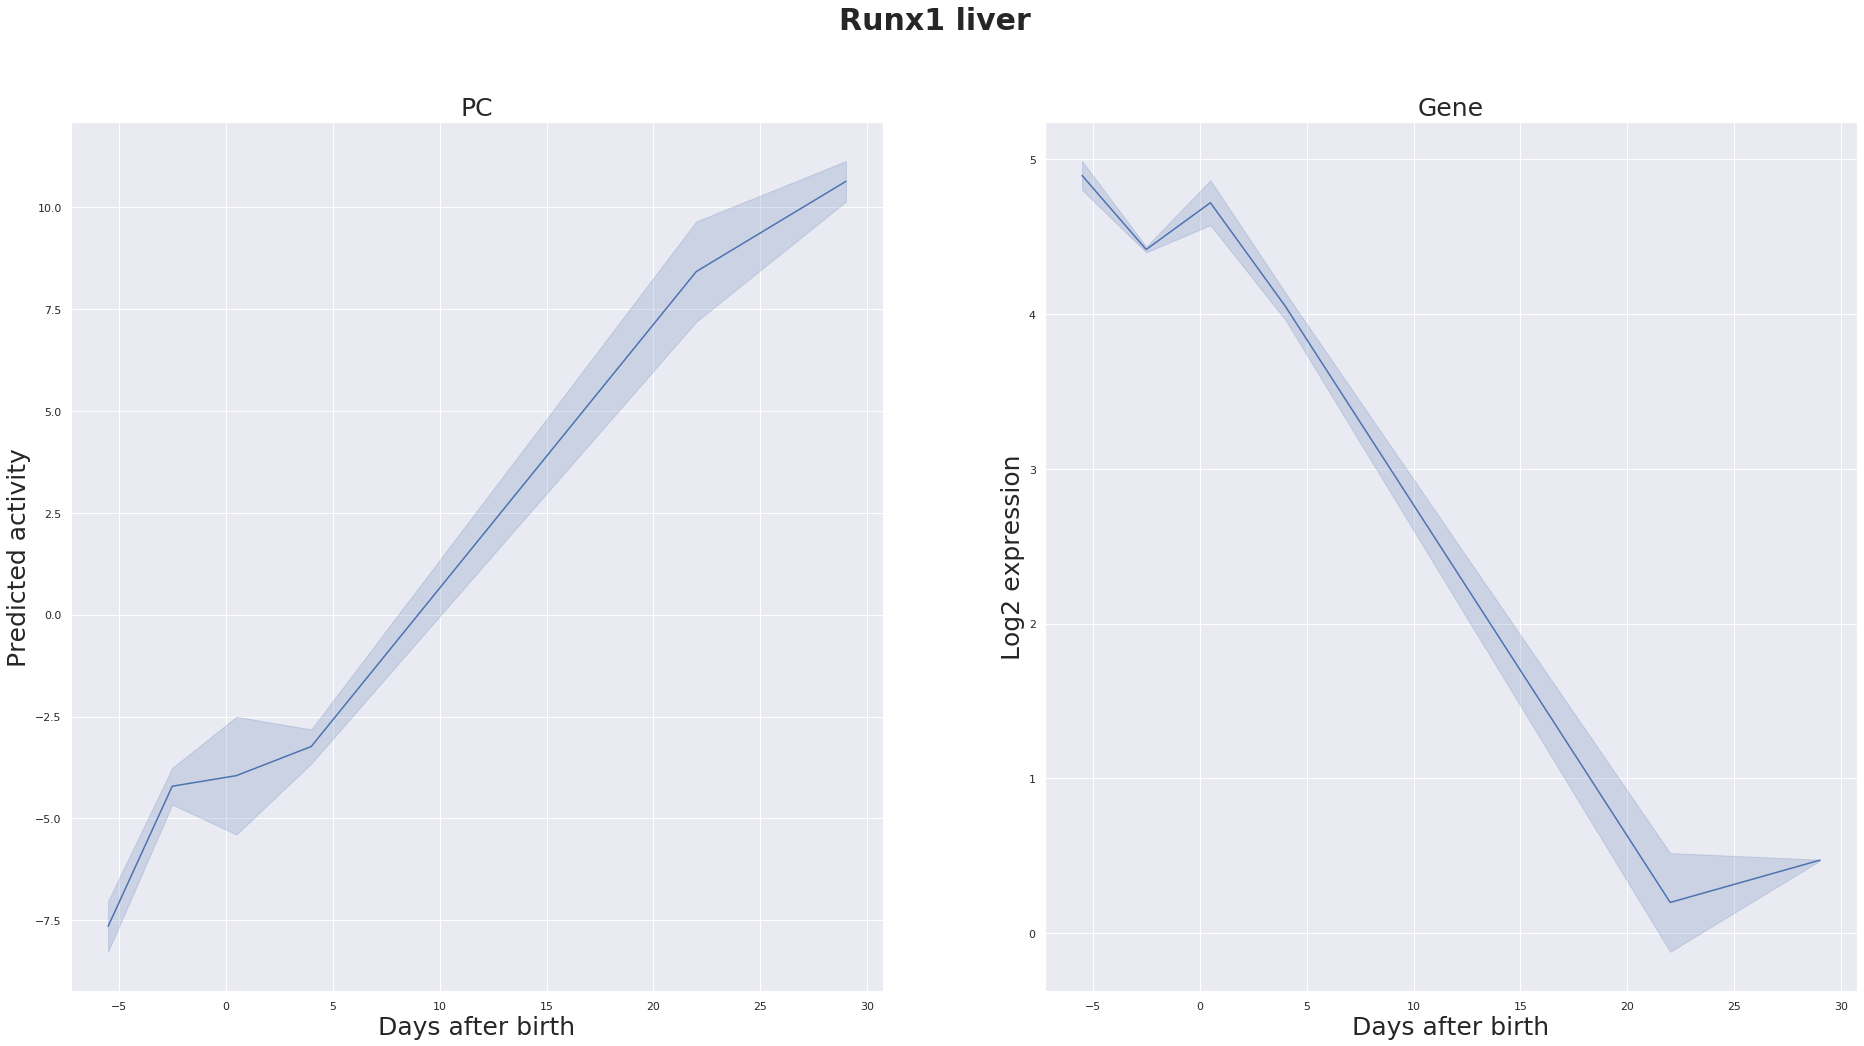 Runx1 liver
PC
Predicted activity
10.0
7.5
5.0
2.5
0.0
−2.5
−5.0
−7.5
−5 0 5 10 15 20 25 30
Days after birth
Gene
Log2 expression
5
4
3
2
1
0
−5 0 5 10 15 20 25 30
Days after birth